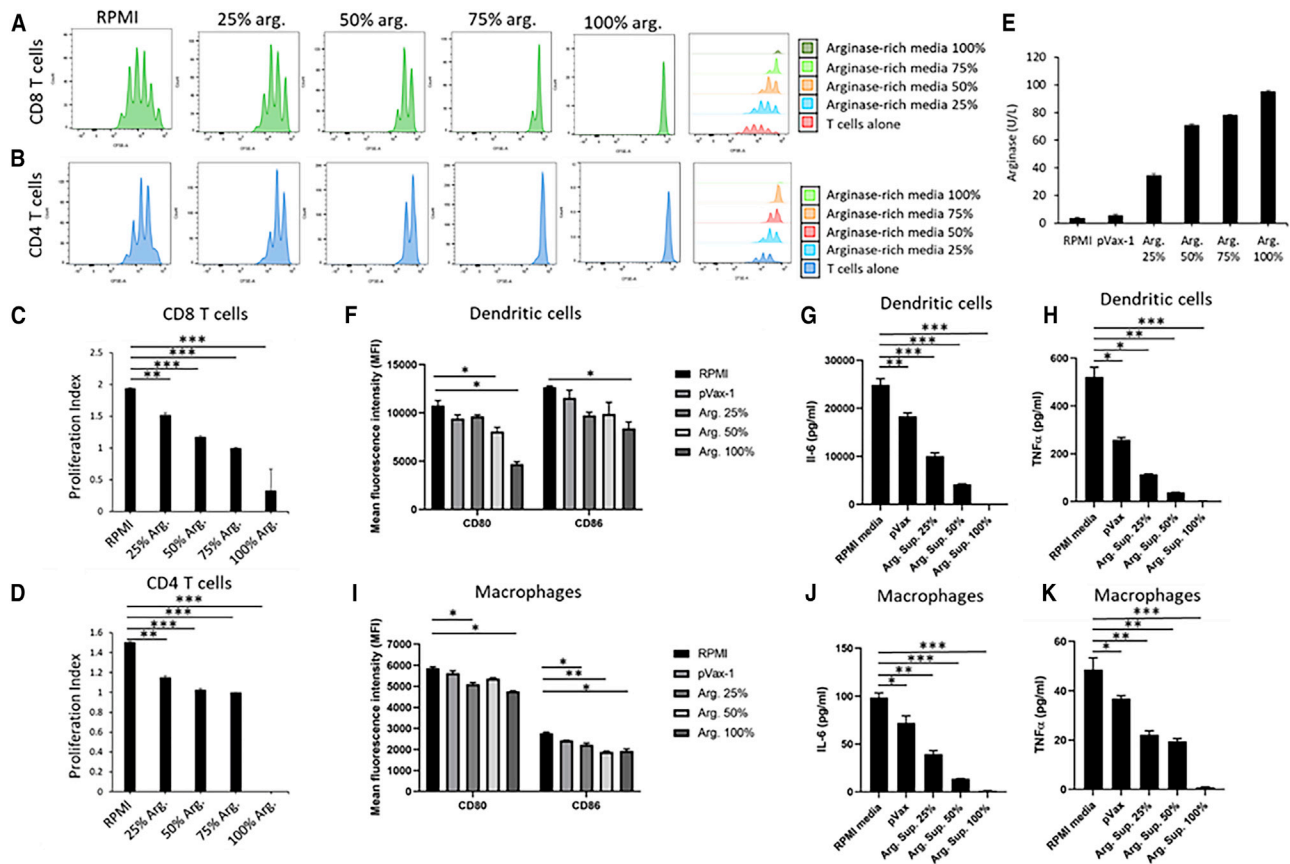 A
RPMI
25% arg.
50% arg.
75% arg.
100% arg.
CD8 T cells
Count
CFSE-A
Arginase-rich media 100%
Arginase-rich media 75%
Arginase-rich media 50%
Arginase-rich media 25%
T cells alone
B
CD4 T cells
Count
CFSE-A
Arginase-rich media 100%
Arginase-rich media 75%
Arginase-rich media 50%
Arginase-rich media 25%
T cells alone
E
Arginase (U/L)
120
100
80
60
40
20
0
RPMI pVax-1 Arg. 25% Arg. 50% Arg. 75% Arg. 100%
C
CD8 T cells
***
***
***
**
Proliferation Index
2.5
2
1.5
1
0.5
0
RPMI 25% Arg. 50% Arg. 75% Arg. 100% Arg.
D
CD4 T cells
***
***
***
**
Proliferation Index
1.6
1.4
1.2
1
0.8
0.6
0.4
0.2
0
RPMI 25% Arg. 50% Arg. 75% Arg. 100% Arg.
F
Dendritic cells
Mean fluorescence intensity (MFI)
15000
10000
5000
0
*
*
*
CD80 CD86
RPMI
pVax-1
Arg. 25%
Arg. 50%
Arg. 100%
G
Dendritic cells
***
***
***
**
Il-6 (pg/ml)
30000
20000
10000
0
RPMI media pVax Arg. Sup. 25% Arg. Sup. 50% Arg. Sup. 100%
H
Dendritic cells
***
**
*
*
TNFα (pg/ml)
600
400
200
0
RPMI media pVax Arg. Sup. 25% Arg. Sup. 50% Arg. Sup. 100%
I
Macrophages
Mean fluorescence intensity (MFI)
7000
6000
5000
4000
3000
2000
1000
0
*
*
*
**
*
CD80 CD86
RPMI
pVax-1
Arg. 25%
Arg. 50%
Arg. 100%
J
Macrophages
***
***
**
*
IL-6 (pg/ml)
150
100
50
0
RPMI media pVax Arg. Sup. 25% Arg. Sup. 50% Arg. Sup. 100%
K
Macrophages
***
**
**
*
TNFα (pg/ml)
60
40
20
0
RPMI media pVax Arg. Sup. 25% Arg. Sup. 50% Arg. Sup. 100%